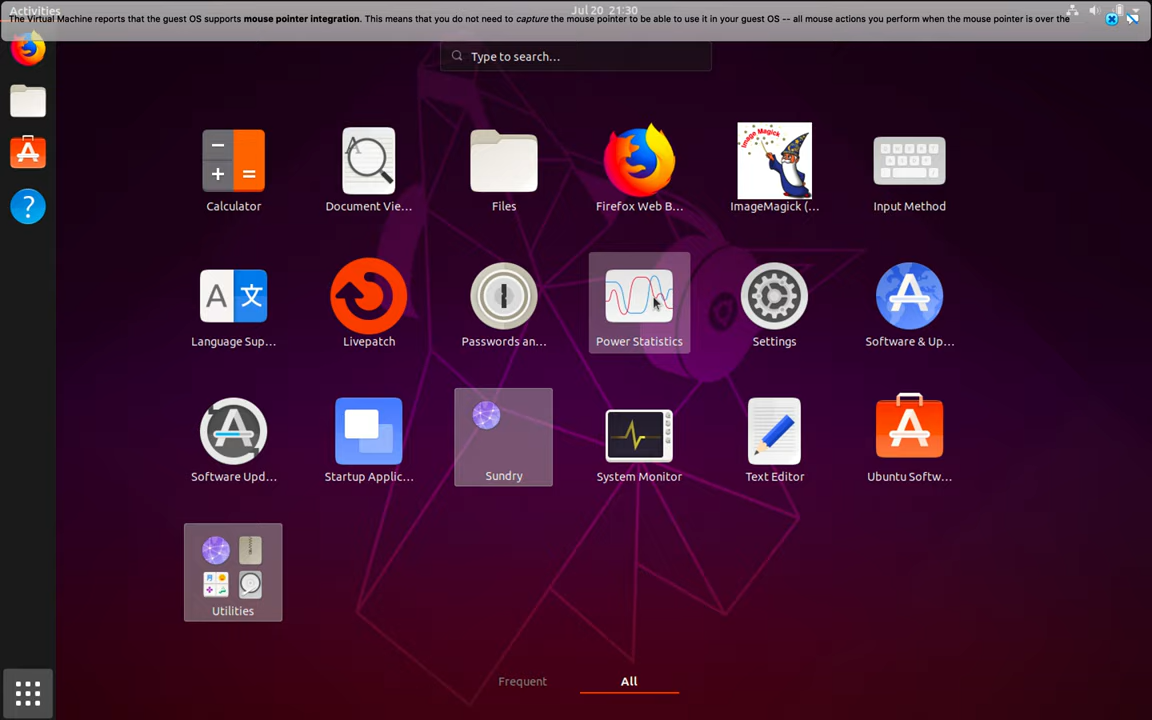 Activities
Jul 20 21:30
The Virtual Machine reports that the guest OS supports mouse pointer integration. This means that you do not need to capture the mouse pointer to be able to use it in your guest OS -- all mouse actions you perform when the mouse pointer is over the
Type to search...
Calculator
Document Vie...
Files
Firefox Web B...
Image Magick
ImageMagick (...
Input Method
Language Sup...
Livepatch
Passwords an...
Power Statistics
Settings
Software & Up...
Software Upd...
Startup Applic...
Sundry
System Monitor
Text Editor
Ubuntu Softw...
Utilities
Frequent
All